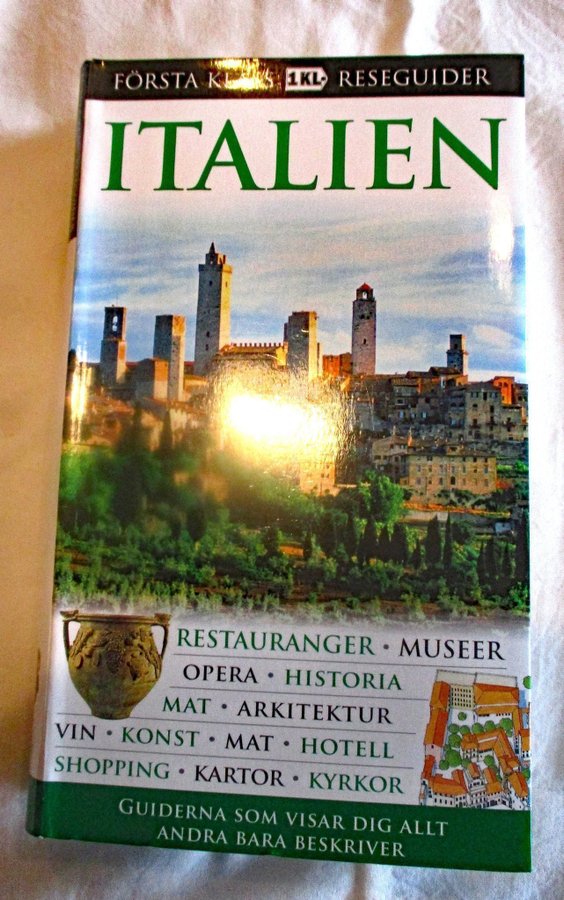 FÖRSTA KLASS 1KL RESEGUIDER
ITALIEN
RESTAURANGER • MUSEER
OPERA • HISTORIA
MAT • ARKITEKTUR
VIN • KONST • MAT • HOTELL
SHOPPING • KARTOR • KYRKOR
GUIDERNA SOM VISAR DIG ALLT
ANDRA BARA BESKRIVER